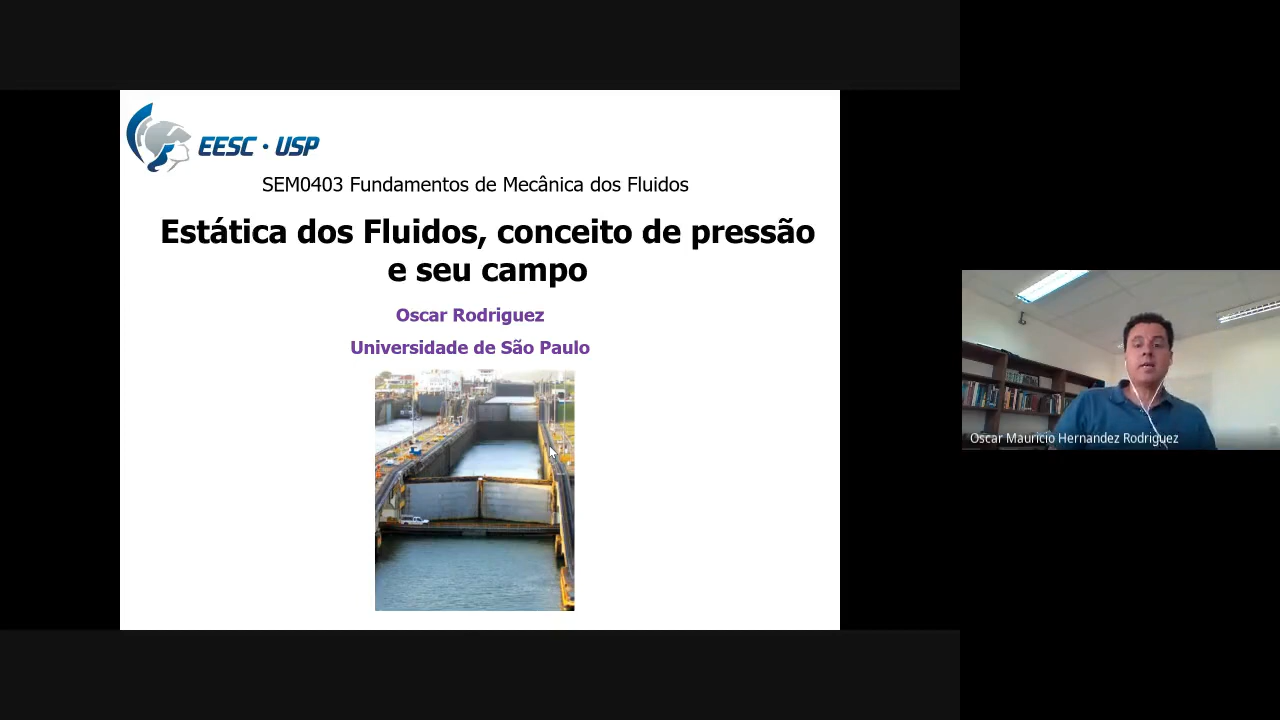 EESC • USP
SEM0403 Fundamentos de Mecânica dos Fluidos
Estática dos Fluidos, conceito de pressão
e seu campo
Oscar Rodriguez
Universidade de São Paulo
Oscar Mauricio Hernandez Rodriguez